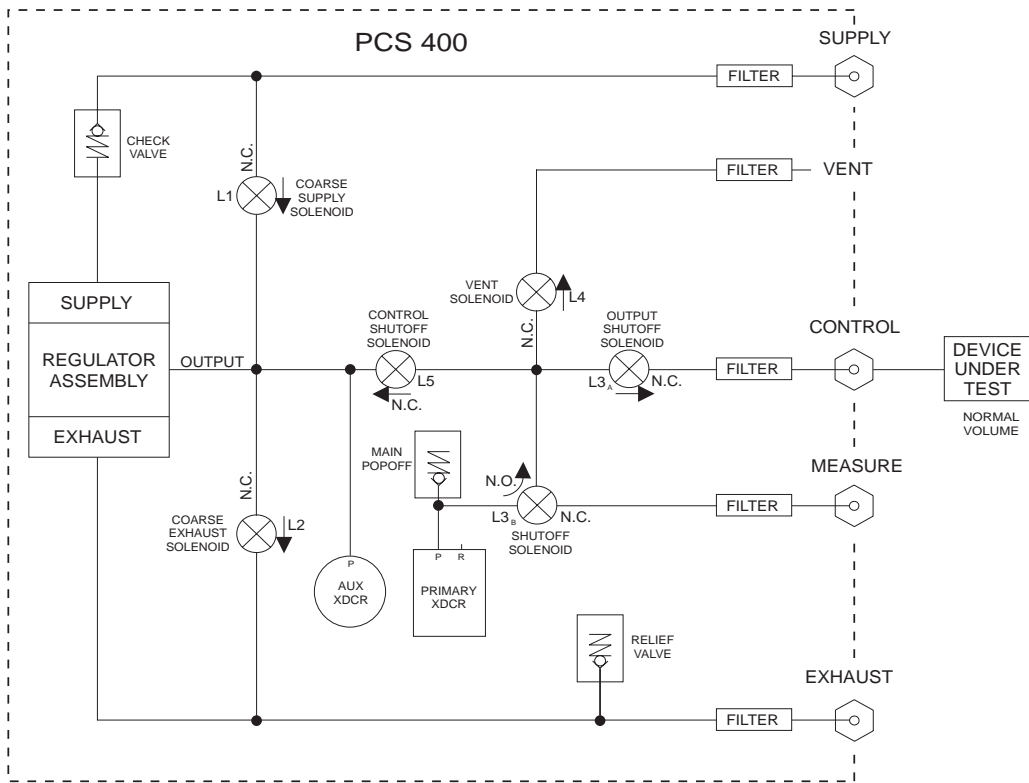 PCS 400
SUPPLY
FILTER
CHECK
VALVE
N.C.
L1
COARSE
SUPPLY
SOLENOID
FILTER
VENT
SUPPLY
REGULATOR
ASSEMBLY
EXHAUST
OUTPUT
VENT
SOLENOID
L4
N.C.
CONTROL
SHUTOFF
SOLENOID
L5
N.C.
OUTPUT
SHUTOFF
SOLENOID
L3A
N.C.
FILTER
CONTROL
DEVICE
UNDER
TEST
NORMAL
VOLUME
MAIN
POPOFF
N.O.
L3B
N.C.
SHUTOFF
SOLENOID
FILTER
MEASURE
N.C.
COARSE
EXHAUST
SOLENOID
L2
P
AUX
XDCR
P R
PRIMARY
XDCR
RELIEF
VALVE
FILTER
EXHAUST